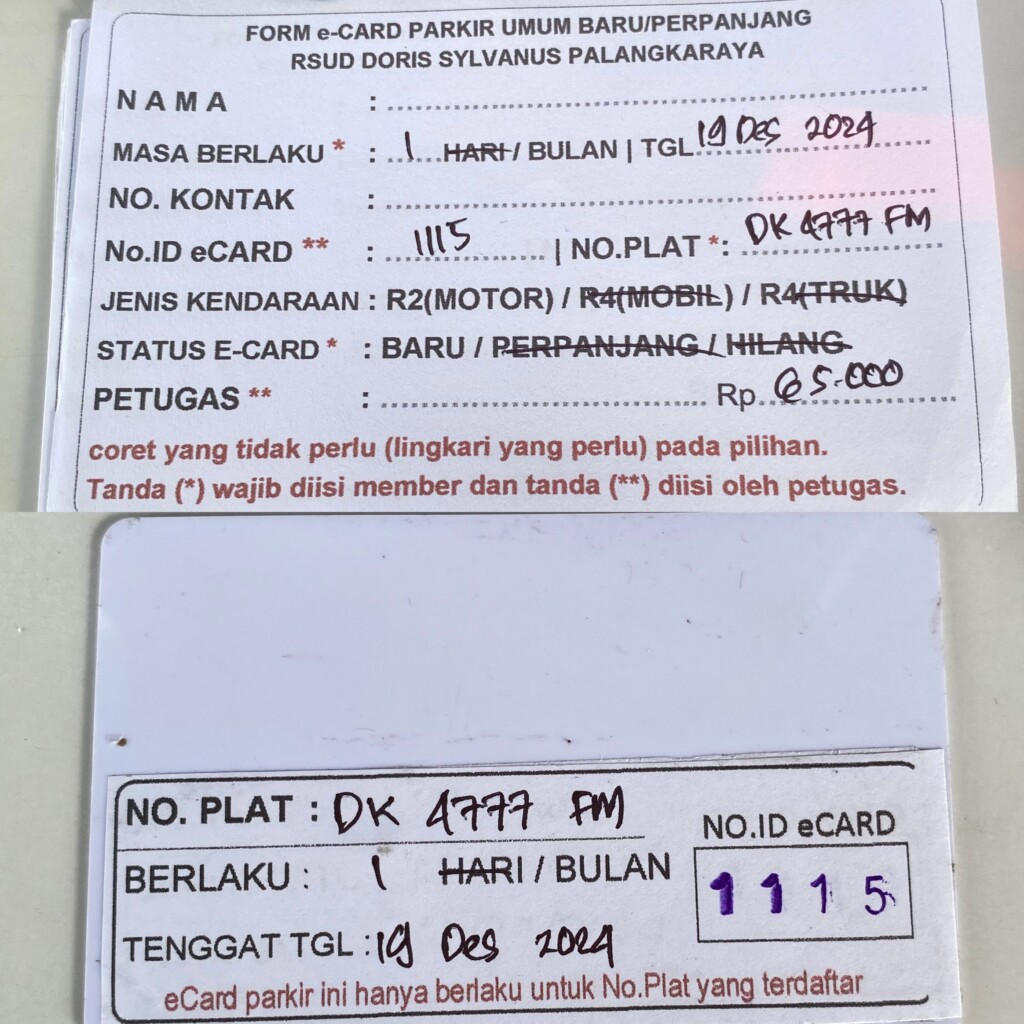 FORM e-CARD PARKIR UMUM BARU/PERPANJANG
RSUD DORIS SYLVANUS PALANGKARAYA
NAMA :
MASA BERLAKU * : 1 HARI / BULAN | TGL 19 Des 2024
NO. KONTAK :
No.ID eCARD ** : 1115 | NO.PLAT *: DK 4777 FM
JENIS KENDARAAN : R2(MOTOR) / R4(MOBIL) / R4(TRUK)
STATUS E-CARD * : BARU / PERPANJANG / HILANG
PETUGAS ** : Rp. 65.000
coret yang tidak perlu (lingkari yang perlu) pada pilihan.
Tanda (*) wajib diisi member dan tanda (**) diisi oleh petugas.
NO. PLAT : DK 4777 FM
NO.ID eCARD
BERLAKU : 1 HARI / BULAN
1115
TENGGAT TGL : 19 Des 2024
eCard parkir ini hanya berlaku untuk No.Plat yang terdaftar